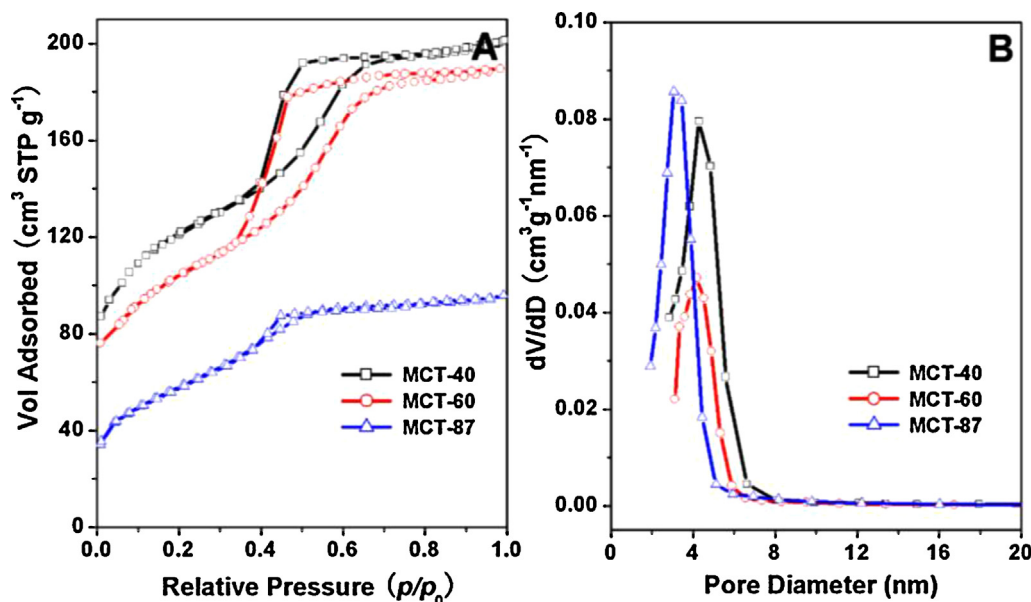 A
Vol Adsorbed (cm³ STP g⁻¹)
200
160
120
80
40
0
MCT-40
MCT-60
MCT-87
0.0 0.2 0.4 0.6 0.8 1.0
Relative Pressure (p/p₀)
B
dV/dD (cm³g⁻¹nm⁻¹)
0.10
0.08
0.06
0.04
0.02
0.00
MCT-40
MCT-60
MCT-87
0 4 8 12 16 20
Pore Diameter (nm)